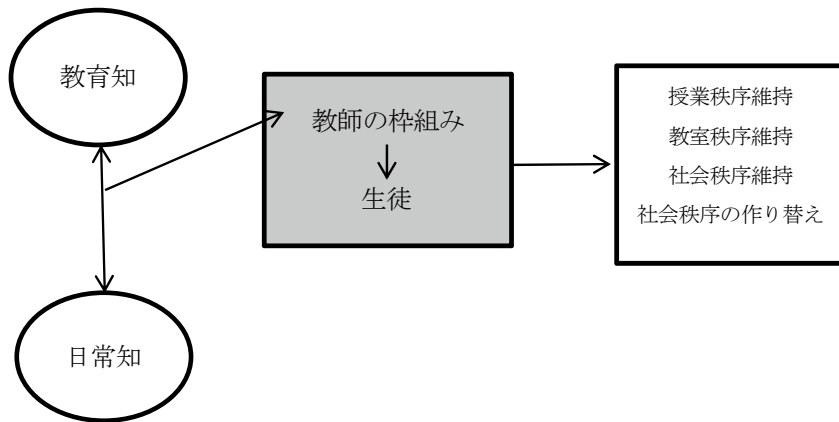 教育知
教師の枠組み
生徒
授業秩序維持
教室秩序維持
社会秩序維持
社会秩序の作り替え
日常知